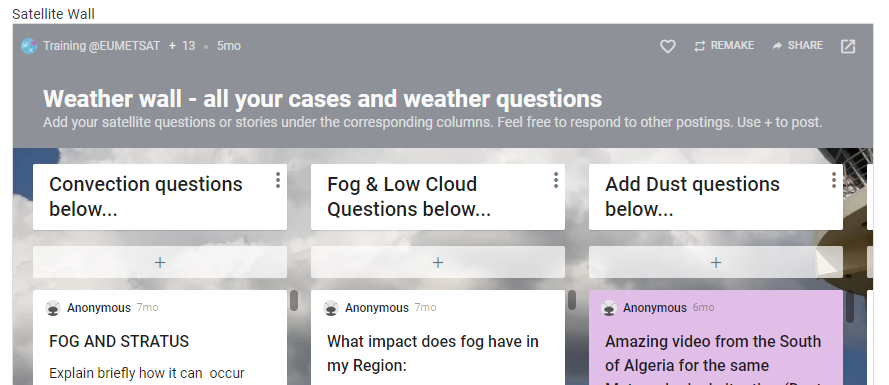 Satellite Wall
Training @EUMETSAT + 13 • 5mo
REMAKE
SHARE
Weather wall - all your cases and weather questions
Add your satellite questions or stories under the corresponding columns. Feel free to respond to other postings. Use + to post.
Convection questions
below...
Fog & Low Cloud
Questions below...
Add Dust questions
below...
+
+
+
Anonymous 7mo
FOG AND STRATUS
Explain briefly how it can occur
Anonymous 7mo
What impact does fog have in
my Region:
Anonymous 6mo
Amazing video from the South
of Algeria for the same